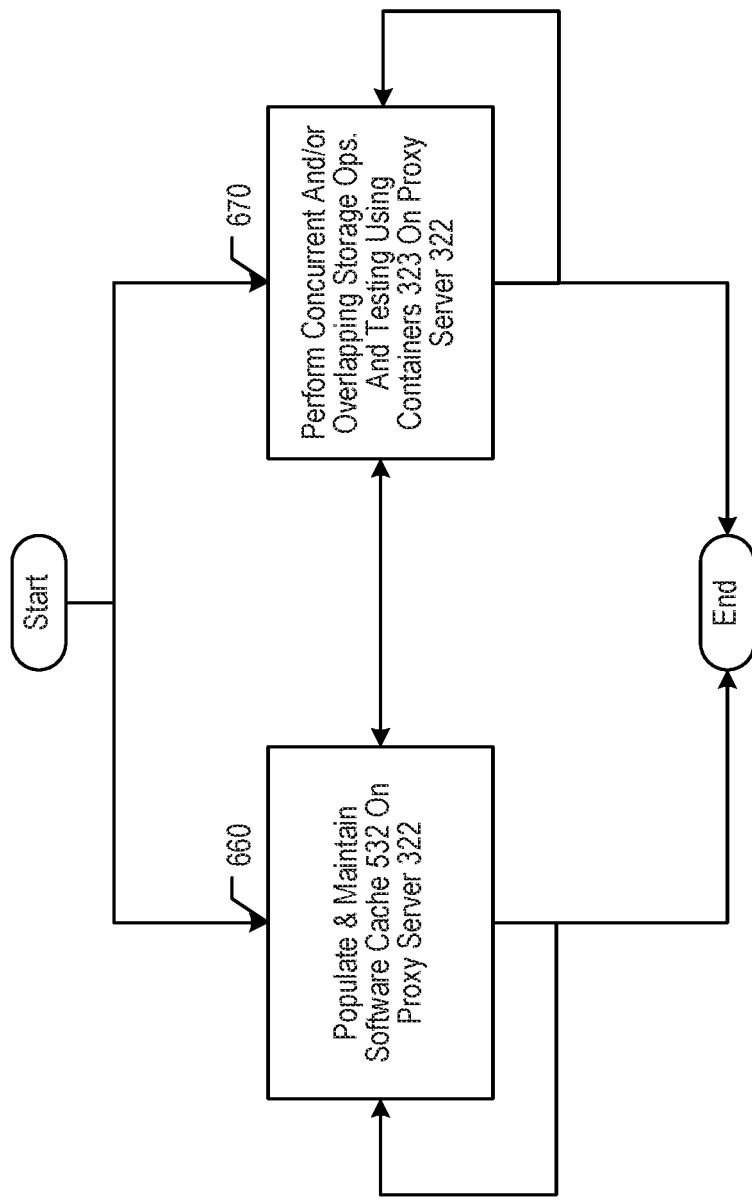 Start
660
Populate & Maintain
Software Cache 532 On
Proxy Server 322
670
Perform Concurrent And/or
Overlapping Storage Ops.
And Testing Using
Containers 323 On Proxy
Server 322
End